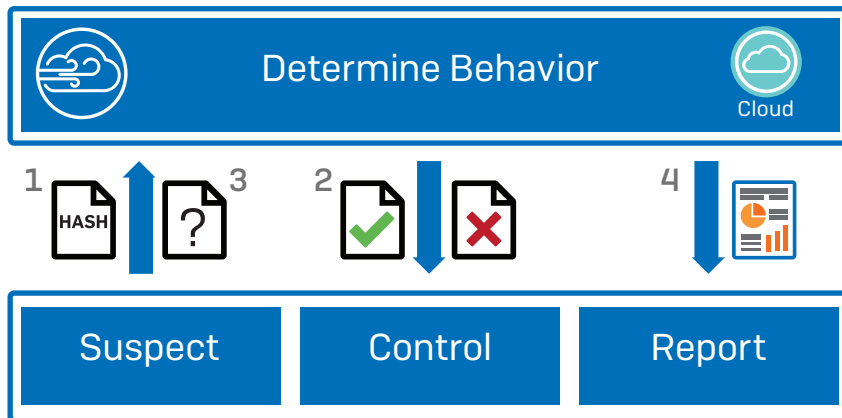 Determine Behavior
Cloud
1
HASH
?
3
2
4
Suspect
Control
Report